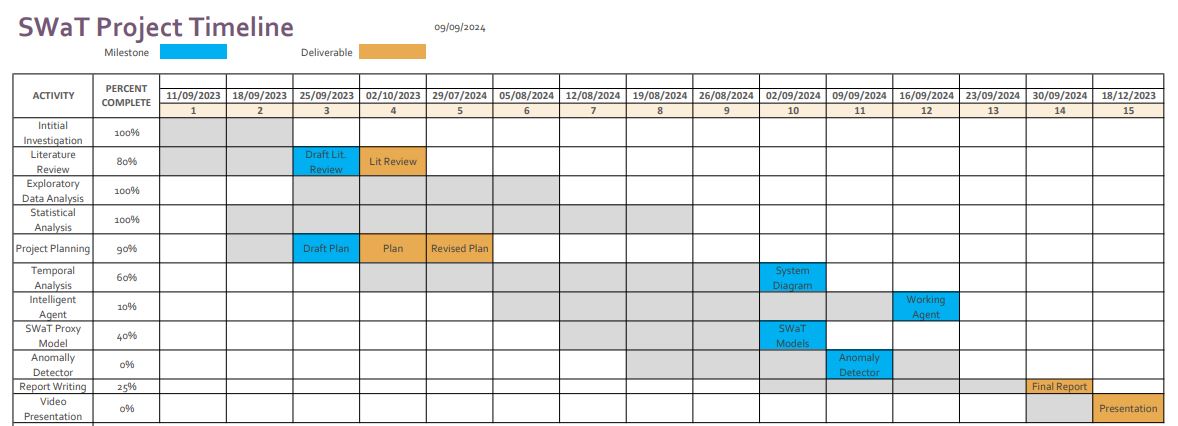 SWaT Project Timeline
09/09/2024
Milestone Deliverable
ACTIVITY PERCENT COMPLETE 11/09/2023 18/09/2023 25/09/2023 02/10/2023 29/07/2024 05/08/2024 12/08/2024 19/08/2024 26/08/2024 02/09/2024 09/09/2024 16/09/2024 23/09/2024 30/09/2024 18/12/2023
1 2 3 4 5 6 7 8 9 10 11 12 13 14 15
Intitial Investigation 100%
Literature Review 80% Draft Lit. Review Lit Review
Exploratory Data Analysis 100%
Statistical Analysis 100%
Project Planning 90% Draft Plan Plan Revised Plan
Temporal Analysis 60% System Diagram
Intelligent Agent 10% Working Agent
SWaT Proxy Model 40% SWaT Models
Anomally Detector 0% Anomaly Detector
Report Writing 25% Final Report
Video Presentation 0% Presentation